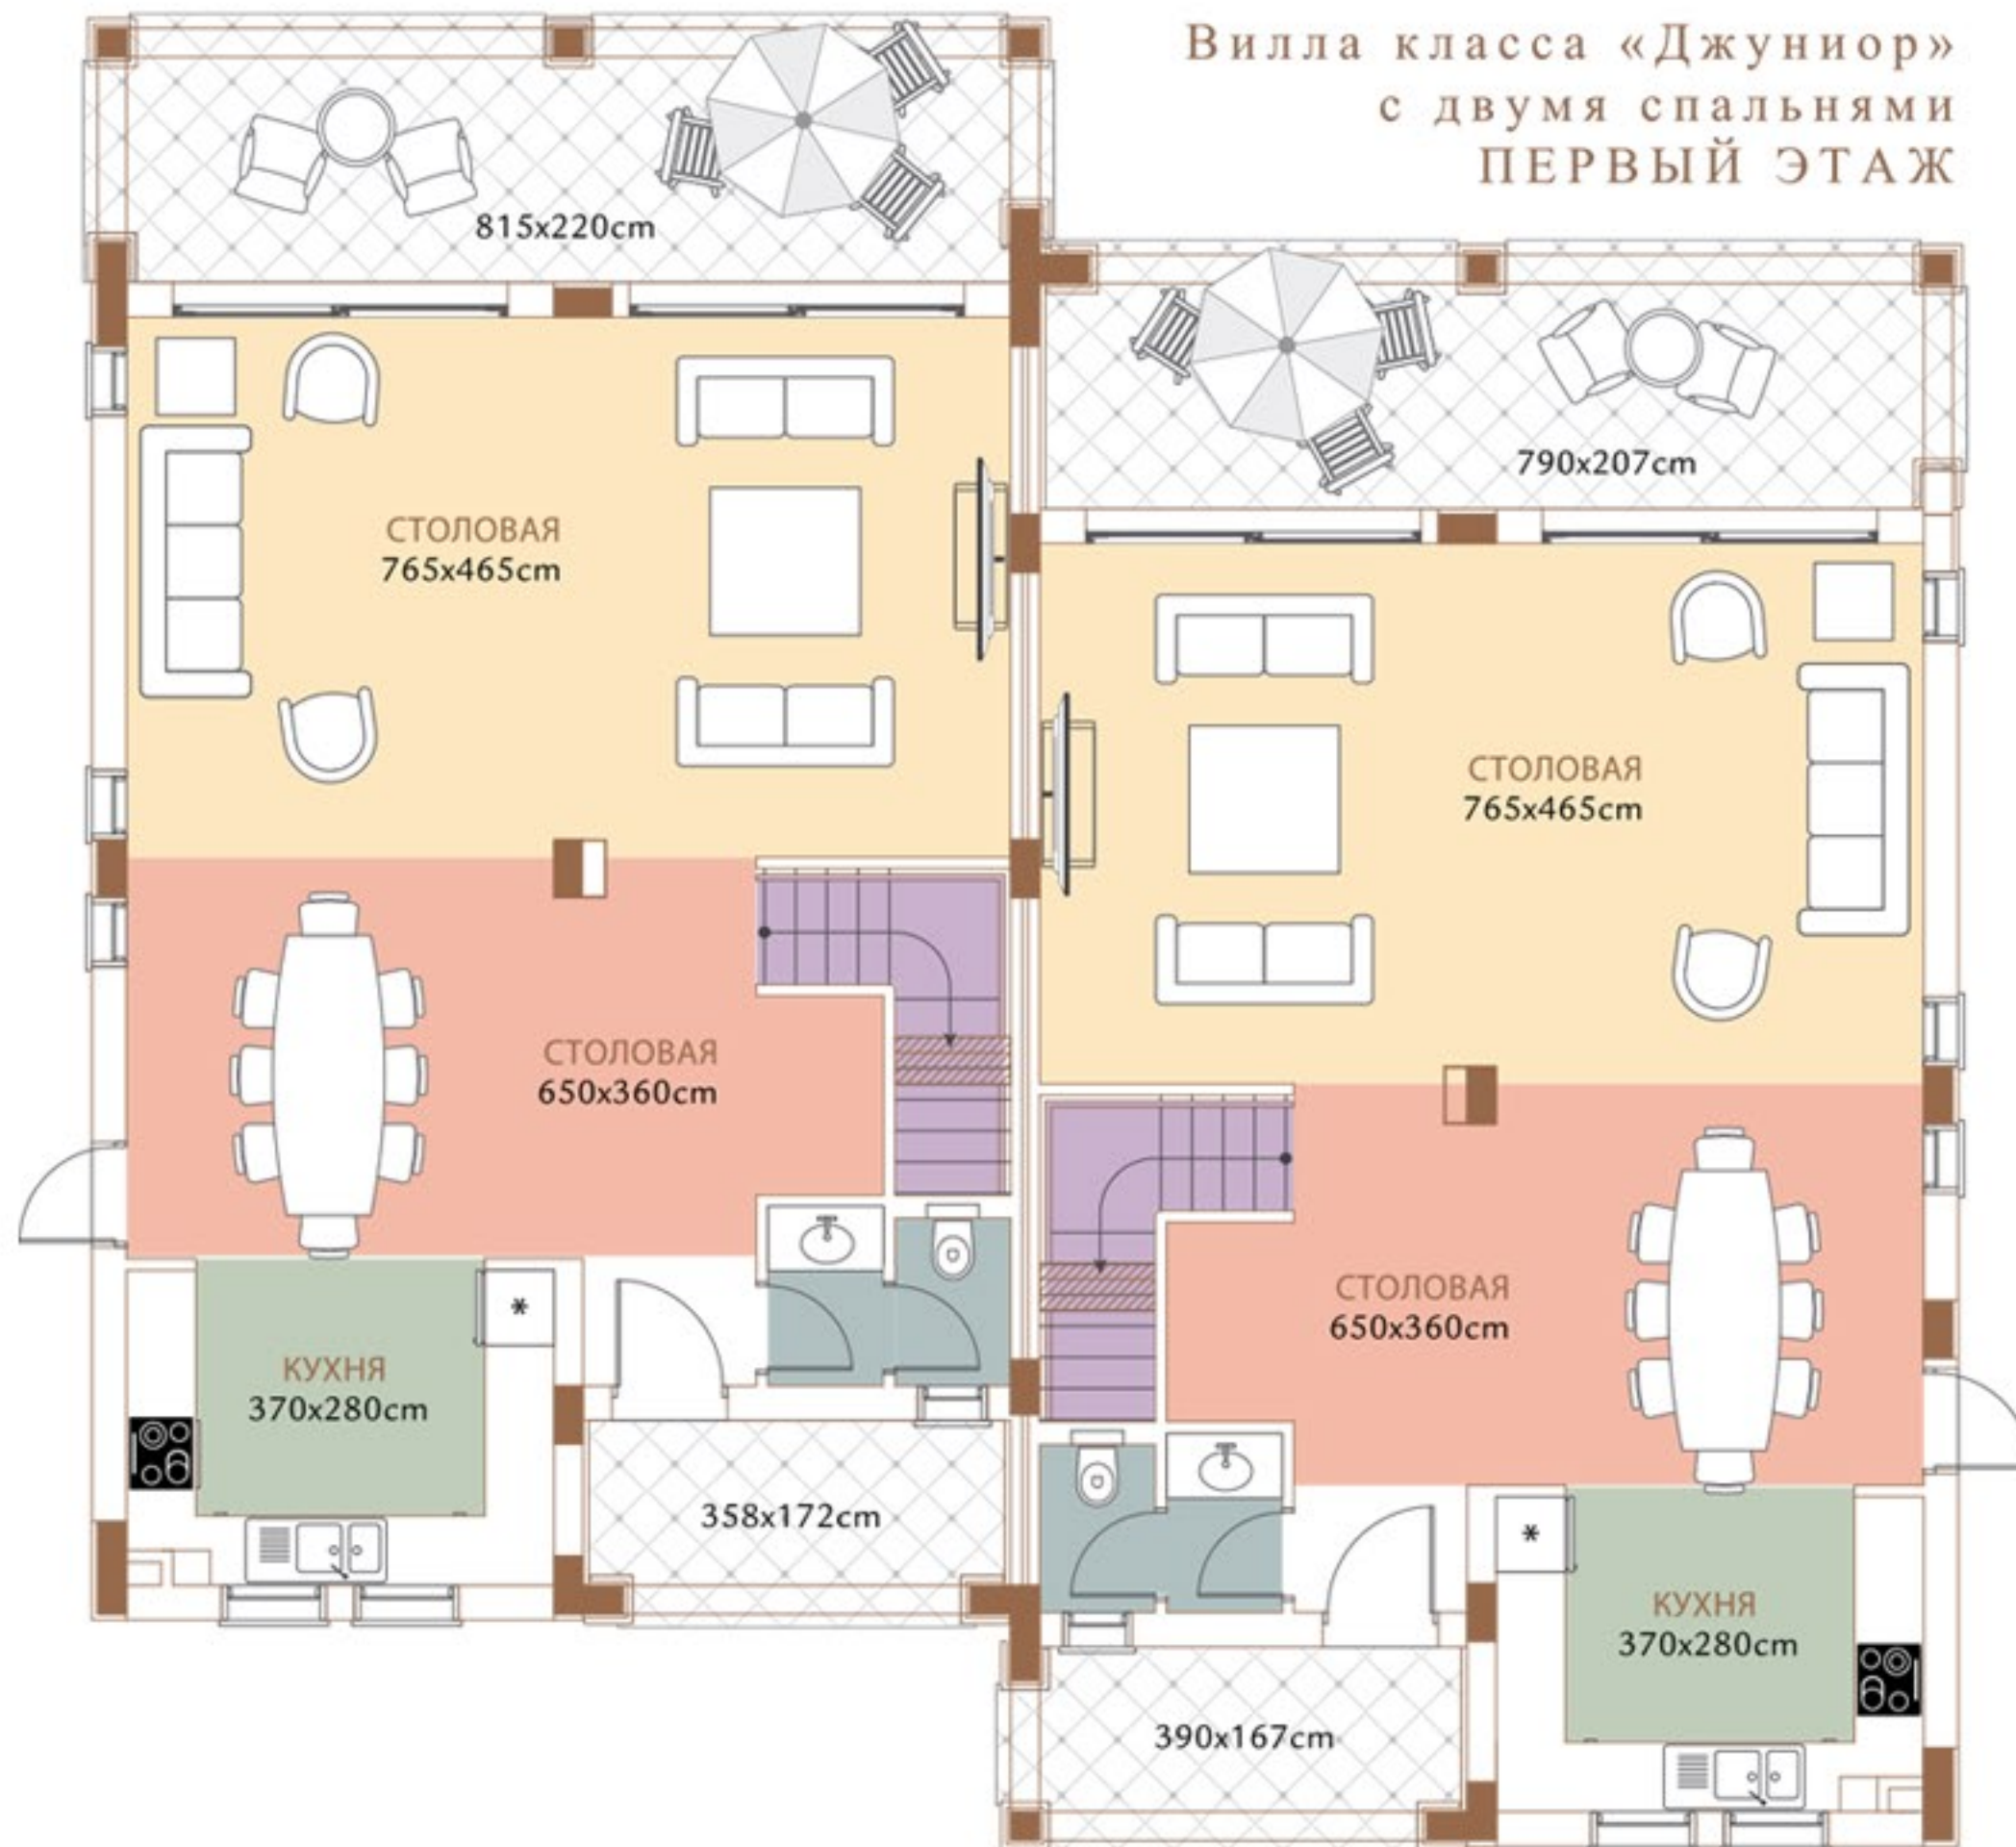 Вилла класса «Джуниор»
с двумя спальнями
ПЕРВЫЙ ЭТАЖ
815x220cm
790x207cm
СТОЛОВАЯ
765x465cm
СТОЛОВАЯ
765x465cm
СТОЛОВАЯ
650x360cm
СТОЛОВАЯ
650x360cm
КУХНЯ
370x280cm
358x172cm
КУХНЯ
370x280cm
390x167cm